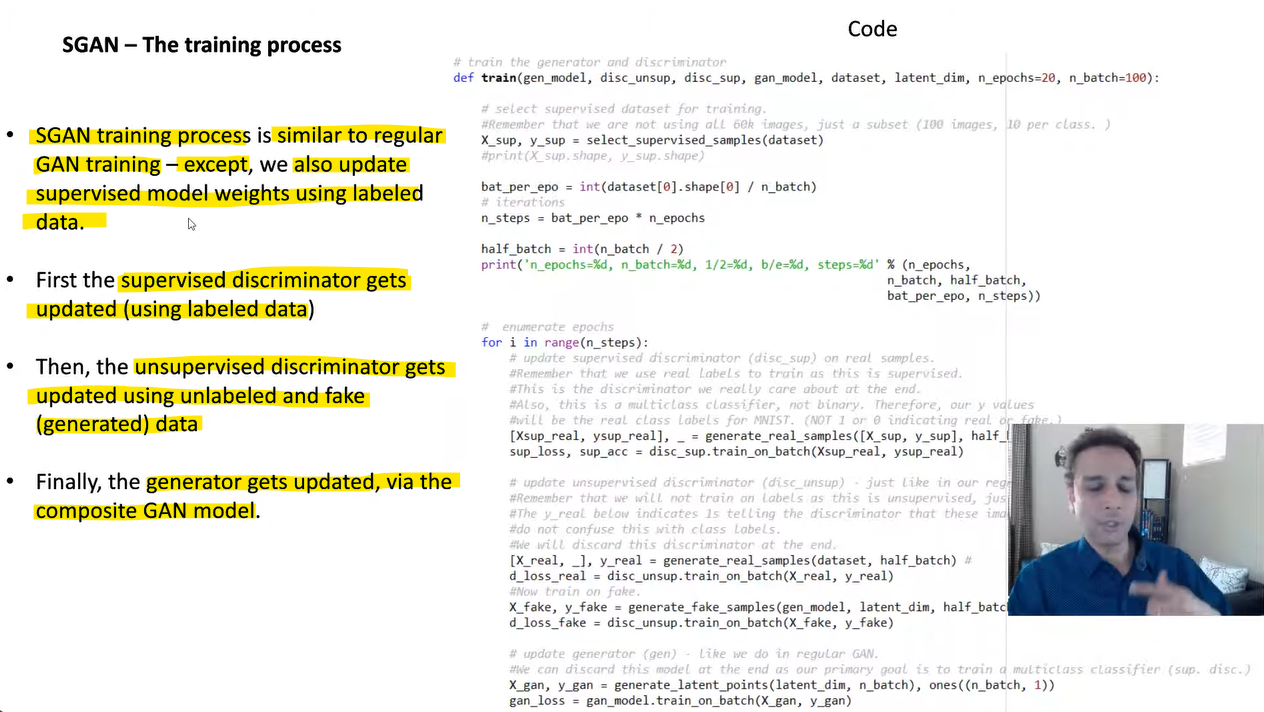 SGAN – The training process
• SGAN training process is similar to regular
GAN training – except, we also update
supervised model weights using labeled
data.
• First the supervised discriminator gets
updated (using labeled data)
• Then, the unsupervised discriminator gets
updated using unlabeled and fake
(generated) data
• Finally, the generator gets updated, via the
composite GAN model.
Code
# train the generator and discriminator
def train(gen_model, disc_unsup, disc_sup, gan_model, dataset, latent_dim, n_epochs=20, n_batch=100):
# select supervised dataset for training.
#Remember that we are not using all 60k images, just a subset (100 images, 10 per class. )
X_sup, y_sup = select_supervised_samples(dataset)
#print(X_sup.shape, y_sup.shape)
bat_per_epo = int(dataset[0].shape[0] / n_batch)
# iterations
n_steps = bat_per_epo * n_epochs
half_batch = int(n_batch / 2)
print('n_epochs=%d, n_batch=%d, 1/2=%d, b/e=%d, steps=%d' % (n_epochs,
n_batch, half_batch,
bat_per_epo, n_steps))
# enumerate epochs
for i in range(n_steps):
# update supervised discriminator (disc_sup) on real samples.
#Remember that we use real labels to train as this is supervised.
#This is the discriminator we really care about at the end.
#Also, this is a multiclass classifier, not binary. Therefore, our y values
#will be the real class labels for MNIST. (NOT 1 or 0 indicating real or fake.)
[Xsup_real, ysup_real], _ = generate_real_samples([X_sup, y_sup], half_
sup_loss, sup_acc = disc_sup.train_on_batch(Xsup_real, ysup_real)
# update unsupervised discriminator (disc_unsup) - just like in our reg
#Remember that we will not train on labels as this is unsupervised, jus
#The y_real below indicates 1s telling the discriminator that these ima
#do not confuse this with class labels.
#We will discard this discriminator at the end.
[X_real, _], y_real = generate_real_samples(dataset, half_batch) #
d_loss_real = disc_unsup.train_on_batch(X_real, y_real)
#Now train on fake.
X_fake, y_fake = generate_fake_samples(gen_model, latent_dim, half_batc
d_loss_fake = disc_unsup.train_on_batch(X_fake, y_fake)
# update generator (gen) - like we do in regular GAN.
#We can discard this model at the end as our primary goal is to train a multiclass classifier (sup. disc.)
X_gan, y_gan = generate_latent_points(latent_dim, n_batch), ones((n_batch, 1))
gan_loss = gan_model.train_on_batch(X_gan, y_gan)